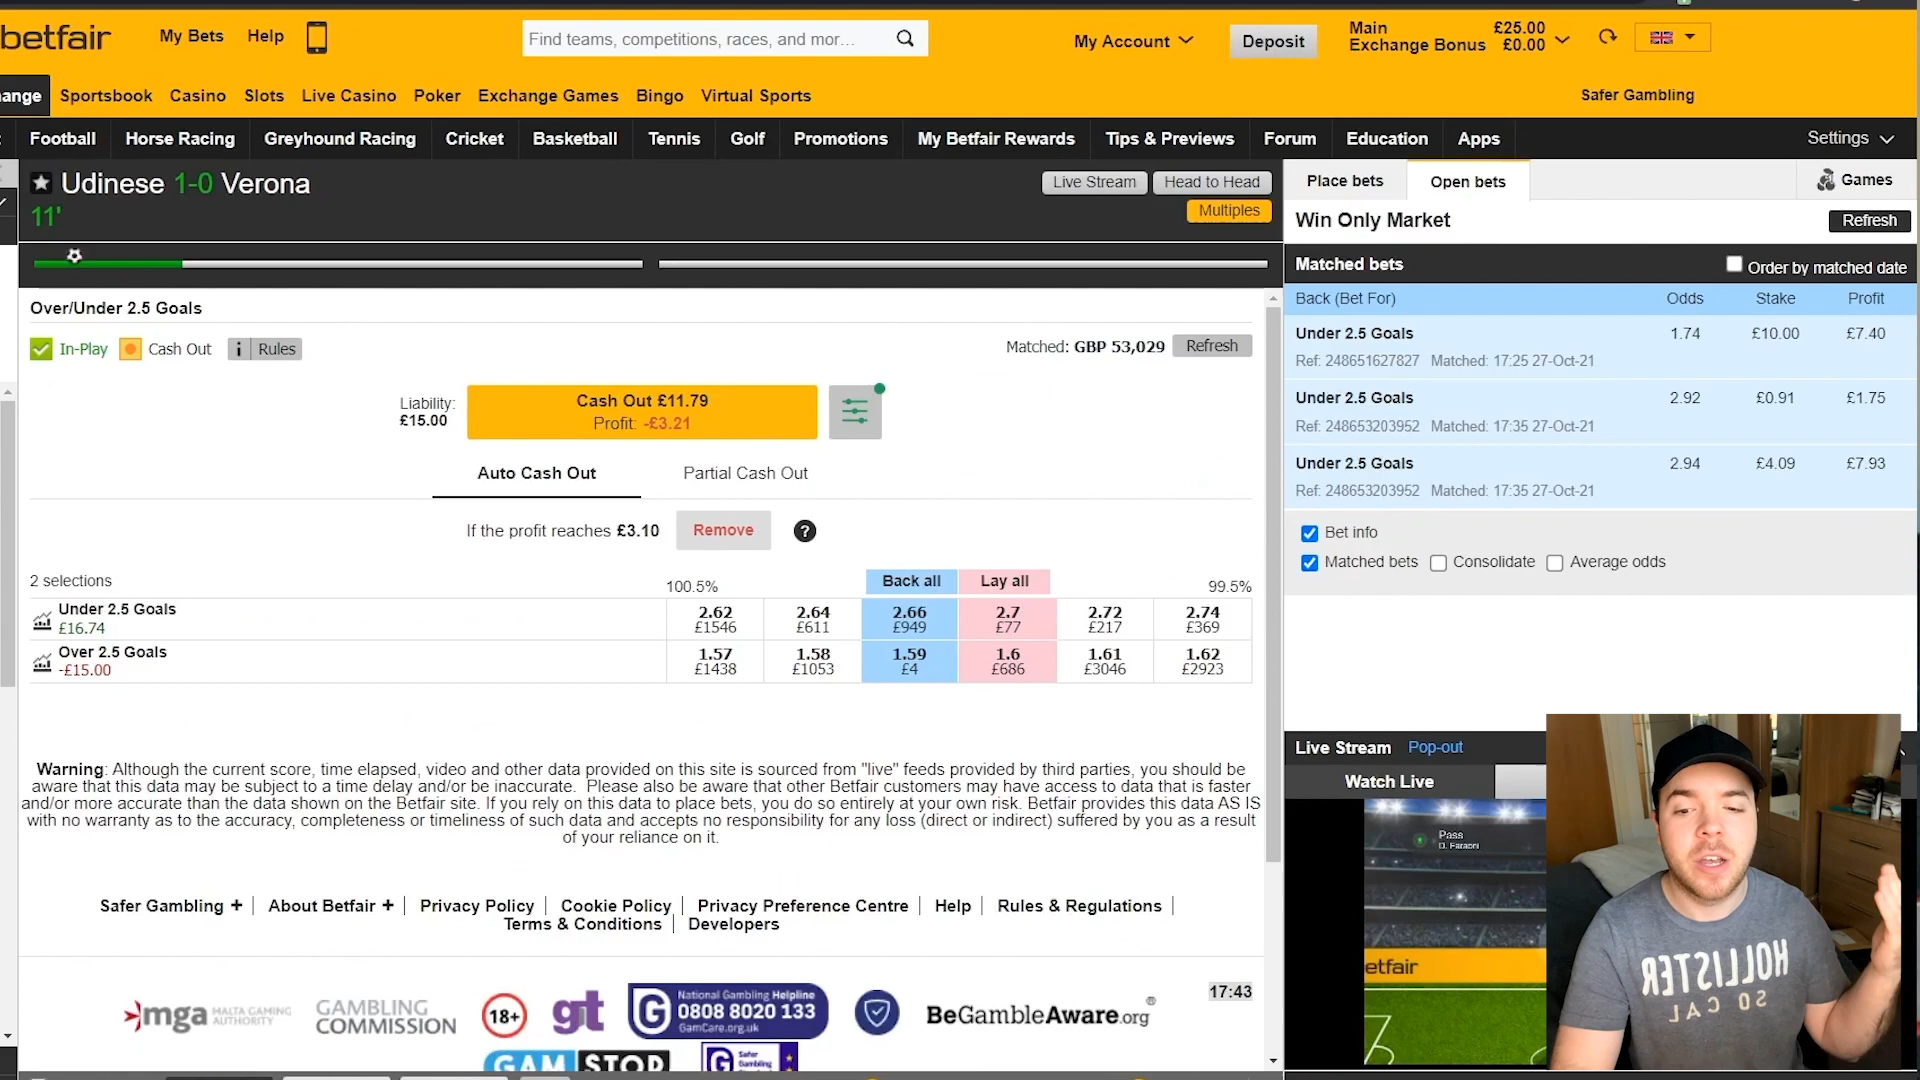 betfair My Bets Help
Find teams, competitions, races, and mor...
My Account
Deposit
Main £25.00
Exchange Bonus £0.00
ange Sportsbook Casino Slots Live Casino Poker Exchange Games Bingo Virtual Sports
Safer Gambling
Football Horse Racing Greyhound Racing Cricket Basketball Tennis Golf Promotions My Betfair Rewards Tips & Previews Forum Education Apps
Settings
Udinese 1-0 Verona
11'
Live Stream Head to Head
Multiples
Over/Under 2.5 Goals
In-Play Cash Out i Rules
Matched: GBP 53,029 Refresh
Liability:
£15.00
Cash Out £11.79
Profit: -£3.21
Auto Cash Out Partial Cash Out
If the profit reaches £3.10 Remove ?
2 selections 100.5% Back all Lay all 99.5%
Under 2.5 Goals 2.62 2.64 2.66 2.7 2.72 2.74
£16.74 £1546 £611 £949 £77 £217 £369
Over 2.5 Goals 1.57 1.58 1.59 1.6 1.61 1.62
-£15.00 £1438 £1053 £4 £686 £3046 £2923
Warning: Although the current score, time elapsed, video and other data provided on this site is sourced from "live" feeds provided by third parties, you should be
aware that this data may be subject to a time delay and/or be inaccurate. Please also be aware that other Betfair customers may have access to data that is faster
and/or more accurate than the data shown on the Betfair site. If you rely on this data to place bets, you do so entirely at your own risk. Betfair provides this data AS IS
with no warranty as to the accuracy, completeness or timeliness of such data and accepts no responsibility for any loss (direct or indirect) suffered by you as a result
of your reliance on it.
Safer Gambling + About Betfair + Privacy Policy Cookie Policy Privacy Preference Centre Help Rules & Regulations
Terms & Conditions Developers
17:43
mga MALTA GAMING
AUTHORITY
GAMBLING
COMMISSION
18+
gt
G National Gambling Helpline
0808 8020 133
GamCare.org.uk
BeGambleAware.org®
GAMSTOP
G Safer
Gambling
Place bets Open bets Games
Win Only Market Refresh
Matched bets Order by matched date
Back (Bet For) Odds Stake Profit
Under 2.5 Goals 1.74 £10.00 £7.40
Ref: 248651627827 Matched: 17:25 27-Oct-21
Under 2.5 Goals 2.92 £0.91 £1.75
Ref: 248653203952 Matched: 17:35 27-Oct-21
Under 2.5 Goals 2.94 £4.09 £7.93
Ref: 248653203952 Matched: 17:35 27-Oct-21
Bet info
Matched bets Consolidate Average odds
Live Stream Pop-out
Watch Live
Pass
D. Faraoni
etfair
HOLLISTER
SO CAL